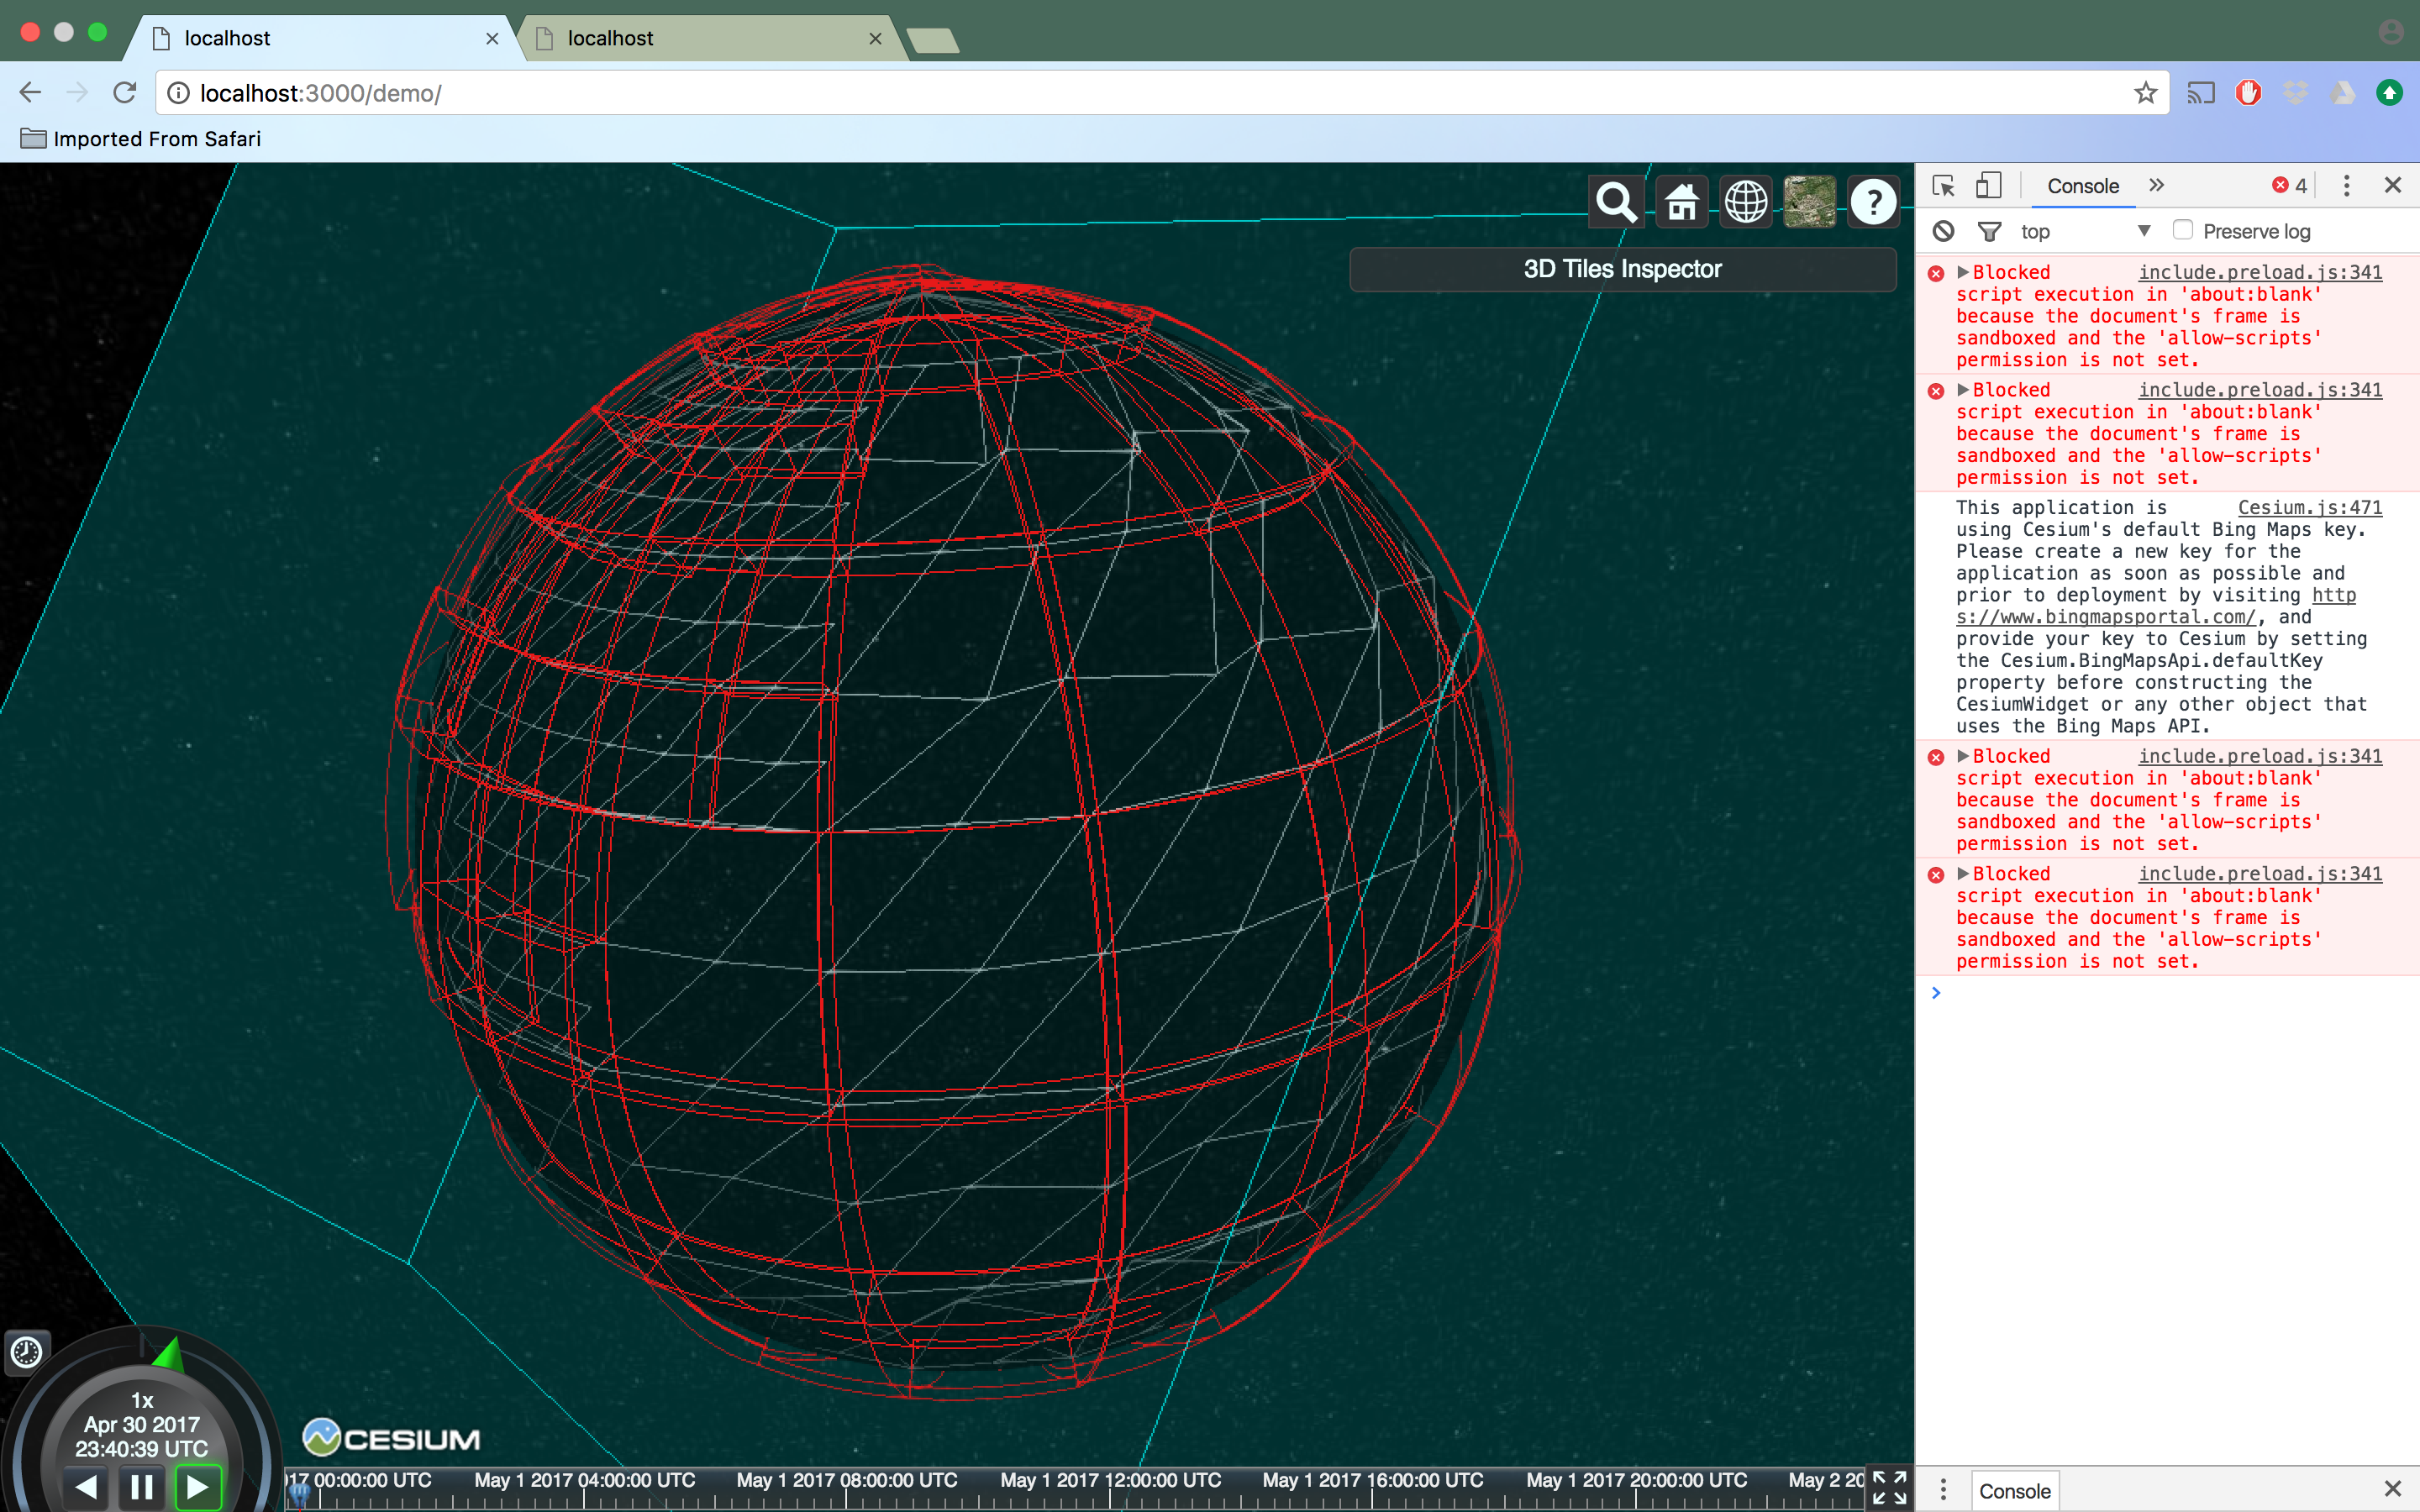 localhost
localhost
localhost:3000/demo/
Imported From Safari
3D Tiles Inspector
?
Console
4
top
Preserve log
Blocked include.preload.js:341
script execution in 'about:blank'
because the document's frame is
sandboxed and the 'allow-scripts'
permission is not set.
Blocked include.preload.js:341
script execution in 'about:blank'
because the document's frame is
sandboxed and the 'allow-scripts'
permission is not set.
This application is Cesium.js:471
using Cesium's default Bing Maps key.
Please create a new key for the
application as soon as possible and
prior to deployment by visiting http
s://www.bingmapsportal.com/, and
provide your key to Cesium by setting
the Cesium.BingMapsApi.defaultKey
property before constructing the
CesiumWidget or any other object that
uses the Bing Maps API.
Blocked include.preload.js:341
script execution in 'about:blank'
because the document's frame is
sandboxed and the 'allow-scripts'
permission is not set.
Blocked include.preload.js:341
script execution in 'about:blank'
because the document's frame is
sandboxed and the 'allow-scripts'
permission is not set.
1x
Apr 30 2017
23:40:39 UTC
CESIUM
17 00:00:00 UTC May 1 2017 04:00:00 UTC May 1 2017 08:00:00 UTC May 1 2017 12:00:00 UTC May 1 2017 16:00:00 UTC May 1 2017 20:00:00 UTC May 2 20
Console